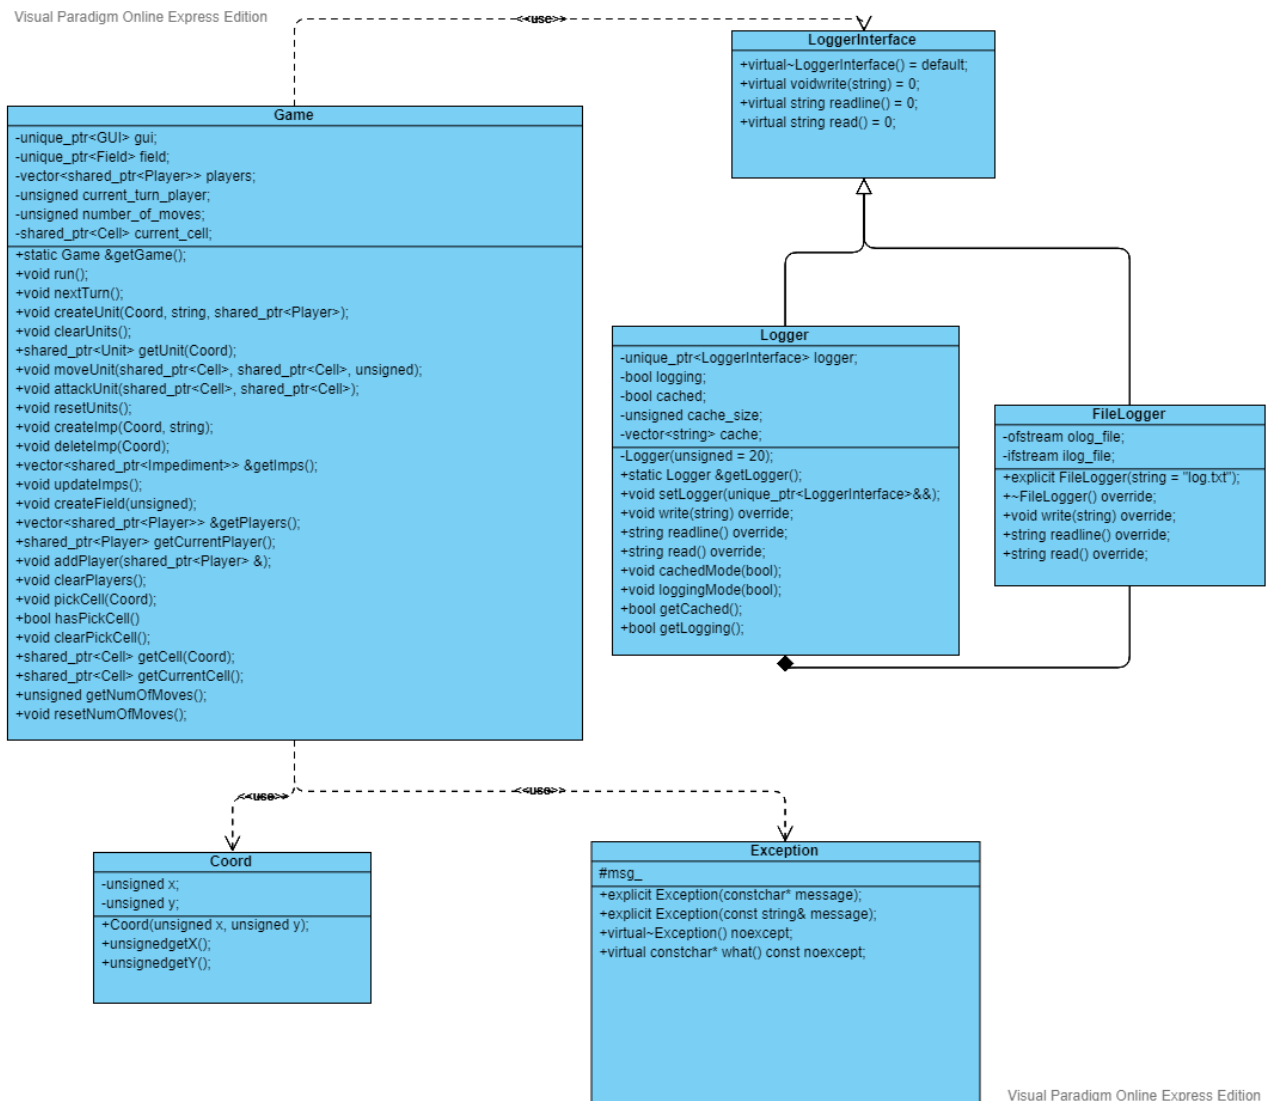 Visual Paradigm Online Express Edition
<<use>>
LoggerInterface
+virtual~LoggerInterface() = default;
+virtual voidwrite(string) = 0;
+virtual string readline() = 0;
+virtual string read() = 0;
Game
-unique_ptr<GUI> gui;
-unique_ptr<Field> field;
-vector<shared_ptr<Player>> players;
-unsigned current_turn_player;
-unsigned number_of_moves;
-shared_ptr<Cell> current_cell;
+static Game &getGame();
+void run();
+void nextTurn();
+void createUnit(Coord, string, shared_ptr<Player>);
+void clearUnits();
+shared_ptr<Unit> getUnit(Coord);
+void moveUnit(shared_ptr<Cell>, shared_ptr<Cell>, unsigned);
+void attackUnit(shared_ptr<Cell>, shared_ptr<Cell>);
+void resetUnits();
+void createImp(Coord, string);
+void deleteImp(Coord);
+vector<shared_ptr<Impediment>> &getImps();
+void updateImps();
+void createField(unsigned);
+vector<shared_ptr<Player>> &getPlayers();
+shared_ptr<Player> getCurrentPlayer();
+void addPlayer(shared_ptr<Player> &);
+void clearPlayers();
+void pickCell(Coord);
+bool hasPickCell()
+void clearPickCell();
+shared_ptr<Cell> getCell(Coord);
+shared_ptr<Cell> getCurrentCell();
+unsigned getNumOfMoves();
+void resetNumOfMoves();
Logger
-unique_ptr<LoggerInterface> logger;
-bool logging;
-bool cached;
-unsigned cache_size;
-vector<string> cache;
-Logger(unsigned = 20);
+static Logger &getLogger();
+void setLogger(unique_ptr<LoggerInterface>&&);
+void write(string) override;
+string readline() override;
+string read() override;
+void cachedMode(bool);
+void loggingMode(bool);
+bool getCached();
+bool getLogging();
FileLogger
-ofstream olog_file;
-ifstream ilog_file;
+explicit FileLogger(string = "log.txt");
+~FileLogger() override;
+void write(string) override;
+string readline() override;
+string read() override;
<<use>>
<<use>>
Coord
-unsigned x;
-unsigned y;
+Coord(unsigned x, unsigned y);
+unsignedgetX();
+unsignedgetY();
Exception
#msg_
+explicit Exception(constchar* message);
+explicit Exception(const string& message);
+virtual~Exception() noexcept;
+virtual constchar* what() const noexcept;
Visual Paradigm Online Express Edition